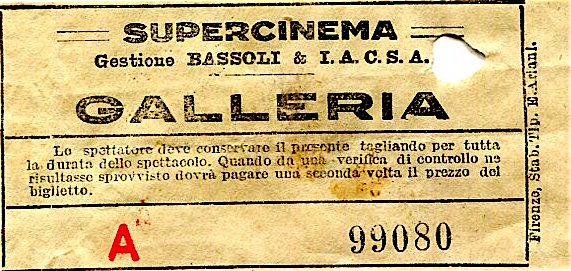 SUPERCINEMA
Gestione BASSOLI & I.A.C.S.A.
GALLERIA
Lo spettatore deve conservare il presente tagliando per tutta
la durata dello spettacolo. Quando da una verifica di controllo ne
risultasse sprovvisto dovrà pagare una seconda volta il prezzo del
biglietto.
A
99080
Firenze, Stab. Tip. E. Ariani.